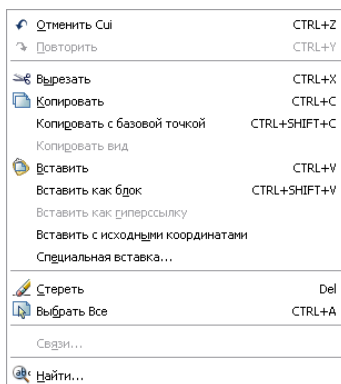 Отменить Cui CTRL+Z
Повторить CTRL+Y
Вырезать CTRL+X
Копировать CTRL+C
Копировать с базовой точкой CTRL+SHIFT+C
Копировать вид
Вставить CTRL+V
Вставить как блок CTRL+SHIFT+V
Вставить как гиперссылку
Вставить с исходными координатами
Специальная вставка...
Стереть Del
Выбрать Все CTRL+A
Связи...
Найти...